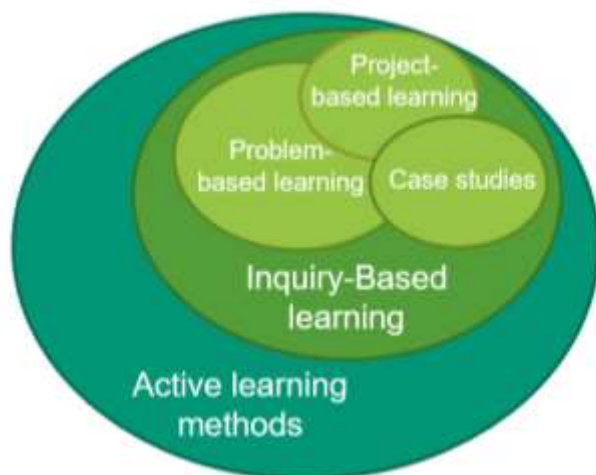 Project-
based learning
Problem-
based learning
Case studies
Inquiry-Based
learning
Active learning
methods